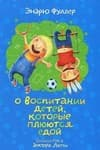 Эндрю Фуллер
О ВОСПИТАНИИ
ДЕТЕЙ,
КОТОРЫЕ
ПЛЮЮТСЯ
ЕДОЙ